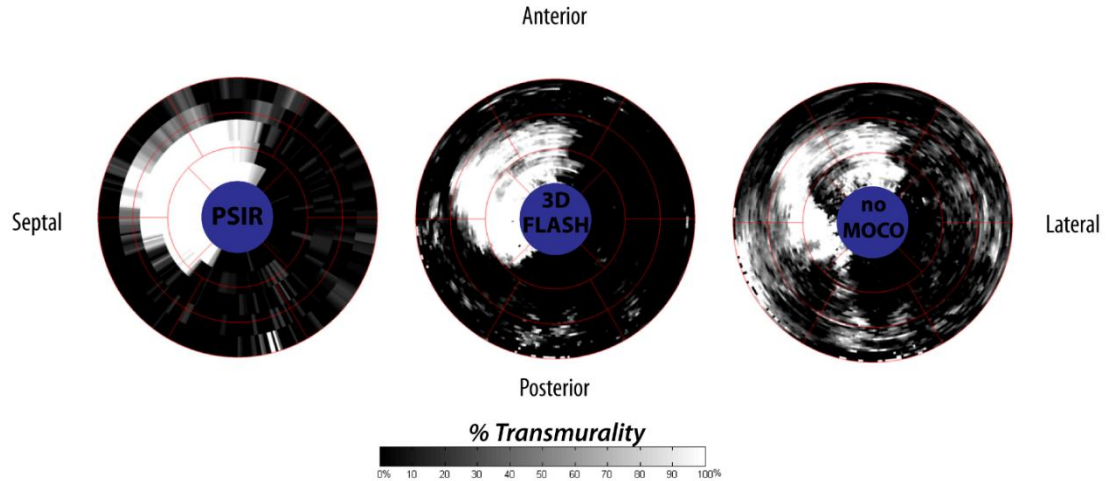 Anterior
Septal
PSIR
3D
FLASH
no
MOCO
Lateral
Posterior
% Transmurality
0% 10 20 30 40 50 60 70 80 90 100%